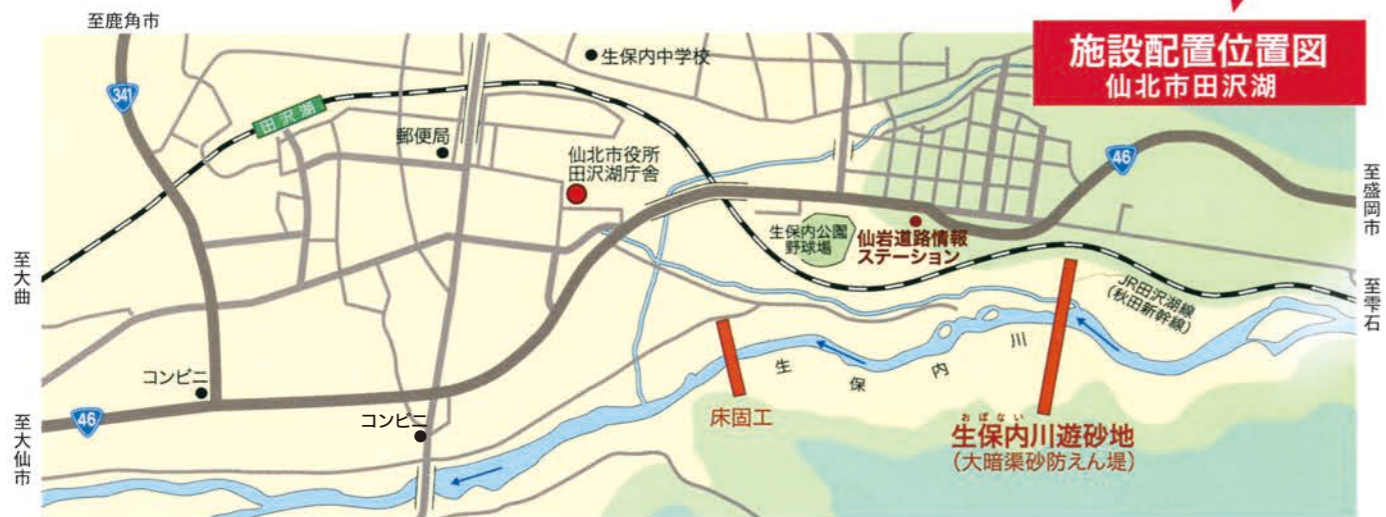 至鹿角市
施設配置位置図
仙北市田沢湖
341
田沢湖
生保内中学校
郵便局
仙北市役所
田沢湖庁舎
46
至盛岡市
生保内公園
野球場
仙岩道路情報
ステーション
至大曲
JR田沢湖線
(秋田新幹線)
至雫石
コンビニ
生保内川
46
コンビニ
床固工
おぼない
生保内川遊砂地
(大暗渠砂防えん堤)
至大仙市